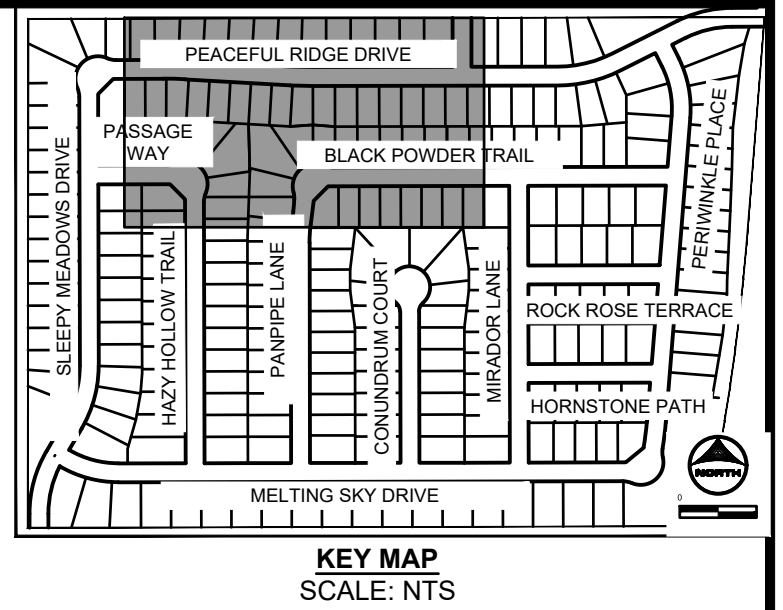 PEACEFUL RIDGE DRIVE
PASSAGE
WAY
BLACK POWDER TRAIL
SLEEPY MEADOWS DRIVE
HAZY HOLLOW TRAIL
PANPIPE LANE
CONUNDRUM COURT
MIRADOR LANE
PERIWINKLE PLACE
ROCK ROSE TERRACE
HORNSTONE PATH
MELTING SKY DRIVE
NORTH
0
KEY MAP
SCALE: NTS